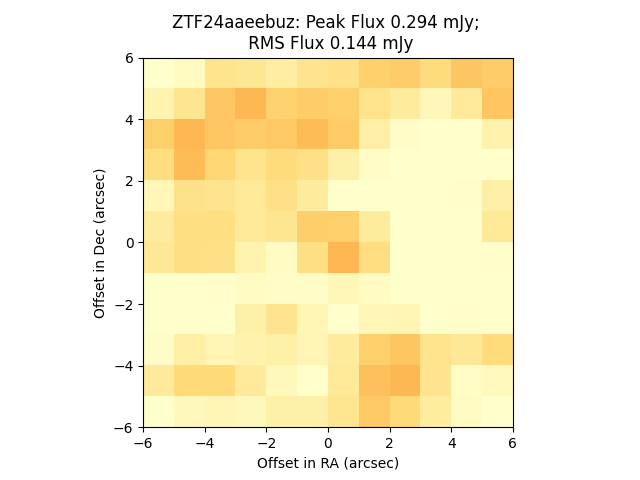 ZTF24aaeebuz: Peak Flux 0.294 mJy;
RMS Flux 0.144 mJy
6
4
2
0
−2
−4
−6
Offset in Dec (arcsec)
−6 −4 −2 0 2 4 6
Offset in RA (arcsec)